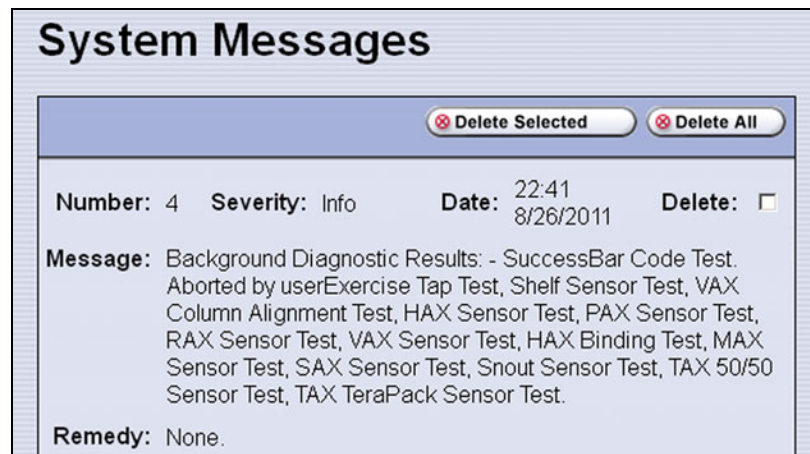 System Messages
Delete Selected Delete All
Number: 4 Severity: Info Date: 22:41 8/26/2011 Delete:
Message: Background Diagnostic Results: - SuccessBar Code Test.
Aborted by userExercise Tap Test, Shelf Sensor Test, VAX
Column Alignment Test, HAX Sensor Test, PAX Sensor Test,
RAX Sensor Test, VAX Sensor Test, HAX Binding Test, MAX
Sensor Test, SAX Sensor Test, Snout Sensor Test, TAX 50/50
Sensor Test, TAX TeraPack Sensor Test.
Remedy: None.